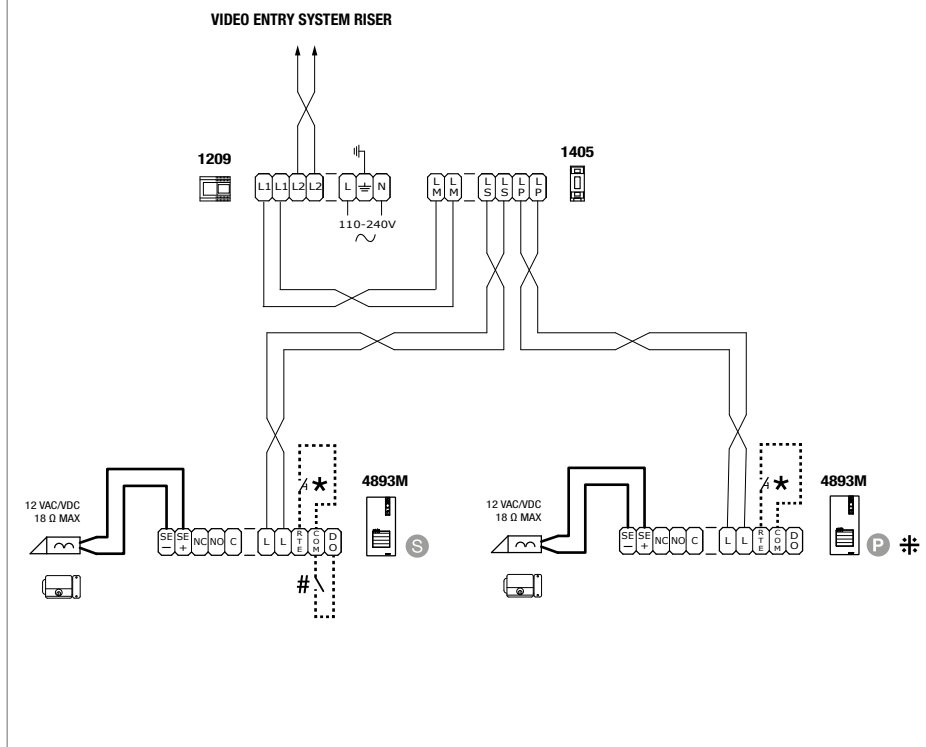 VIDEO ENTRY SYSTEM RISER
1209
1405
L1 L1 L2 L2 L N
LM LM LS LS LP LP
110-240V
4893M
4893M
12 VAC/VDC
18 Ω MAX
*
12 VAC/VDC
18 Ω MAX
*
SE – SE + NC NO C L L RTE COM DO
S
SE – SE + NC NO C L L RTE COM DO
P
#